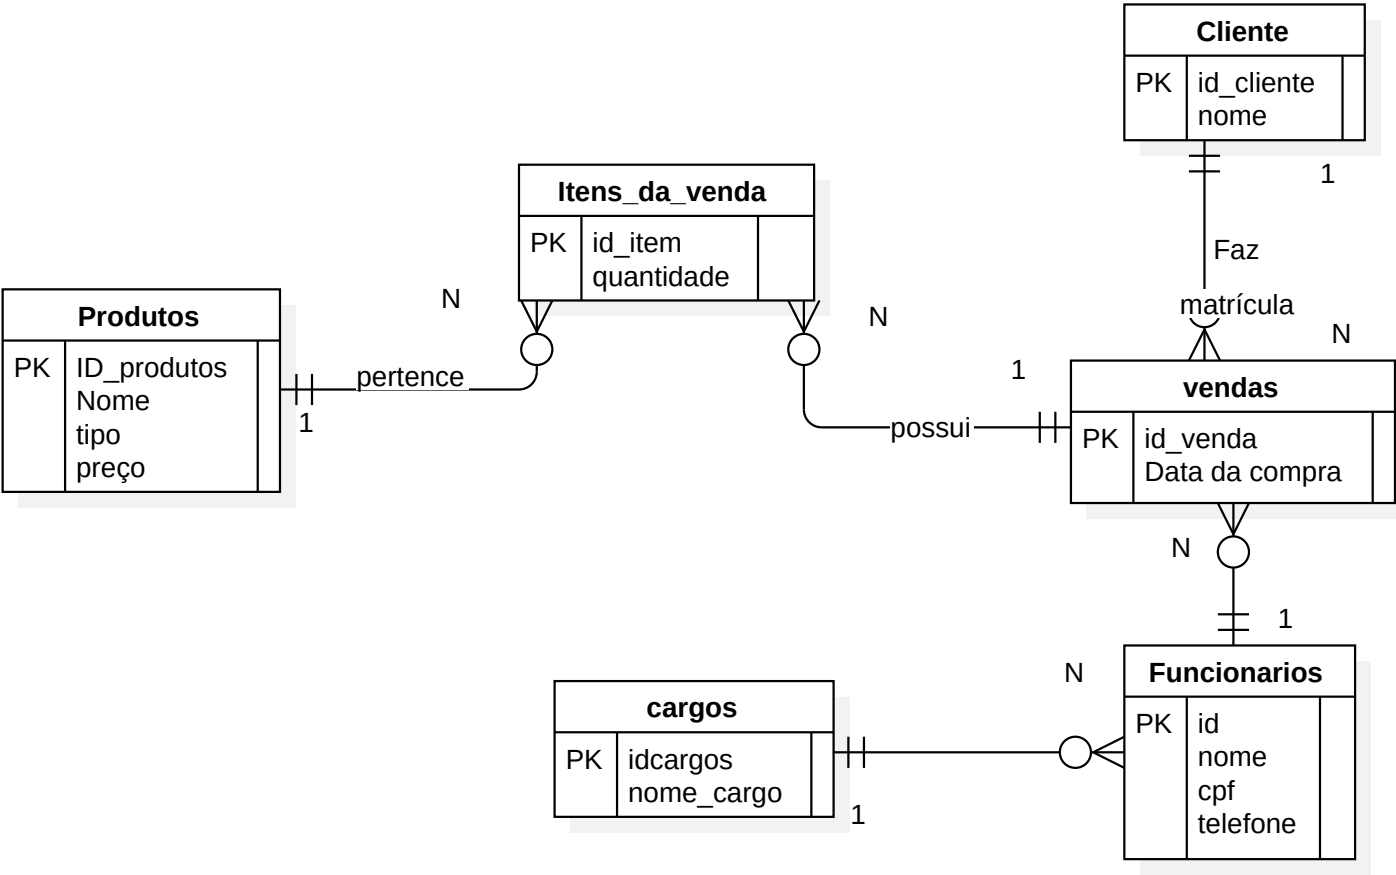 Cliente
PK id_cliente
nome
1
Faz
matrícula
N
Itens_da_venda
PK id_item
quantidade
N
N
Produtos
PK ID_produtos
Nome
tipo
preço
pertence
1
1
possui
vendas
PK id_venda
Data da compra
N
1
N
cargos
PK idcargos
nome_cargo
1
Funcionarios
PK id
nome
cpf
telefone